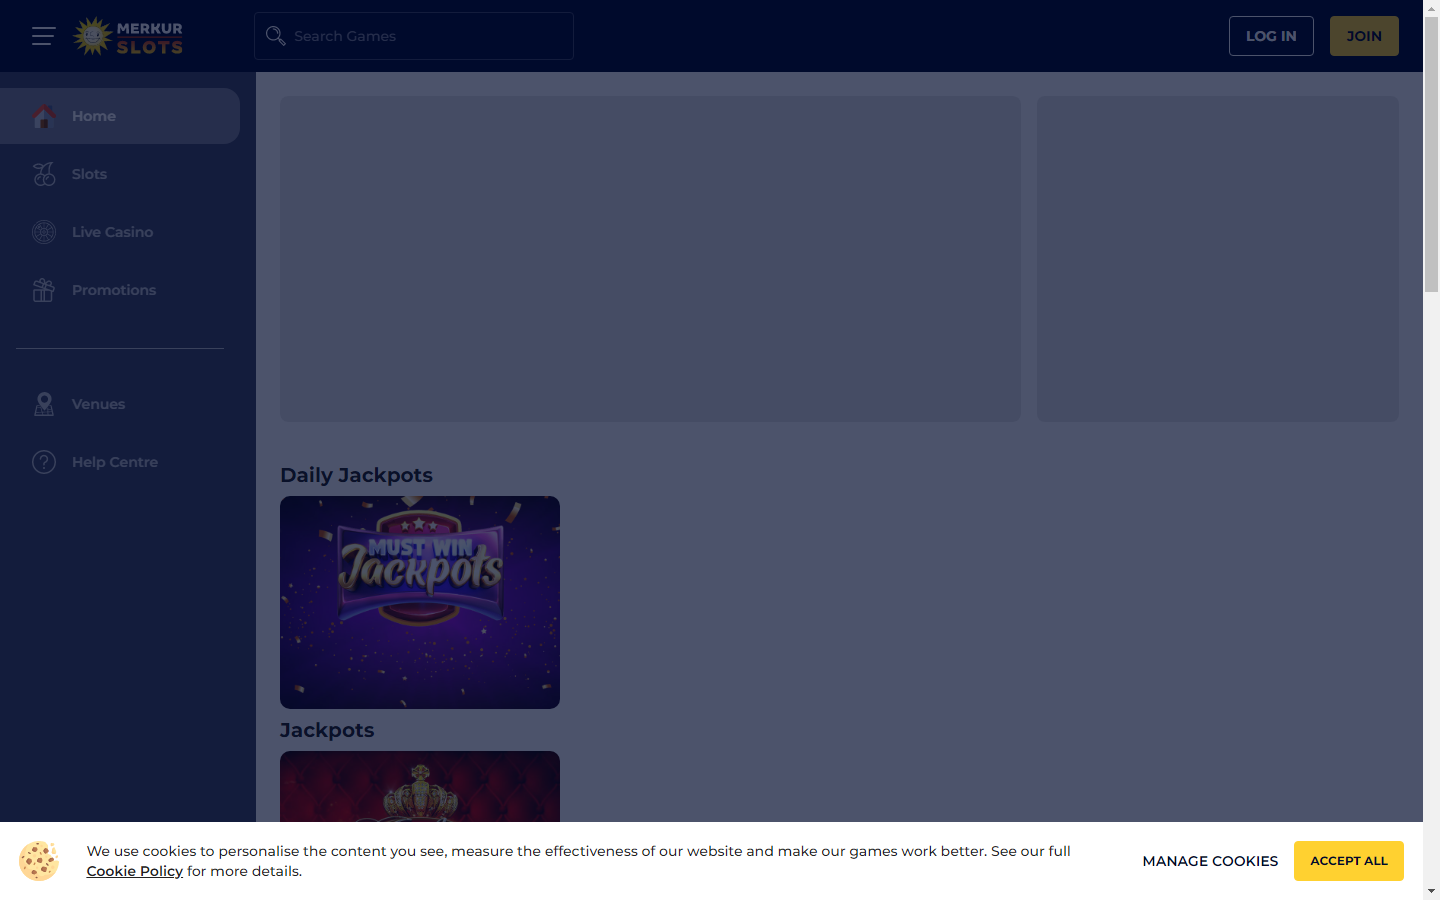 MERKUR
SLOTS
Search Games
LOG IN
JOIN
Home
Slots
Live Casino
Promotions
Venues
Help Centre
Daily Jackpots
MUST WIN
Jackpots
Jackpots
We use cookies to personalise the content you see, measure the effectiveness of our website and make our games work better. See our full
Cookie Policy for more details.
MANAGE COOKIES
ACCEPT ALL